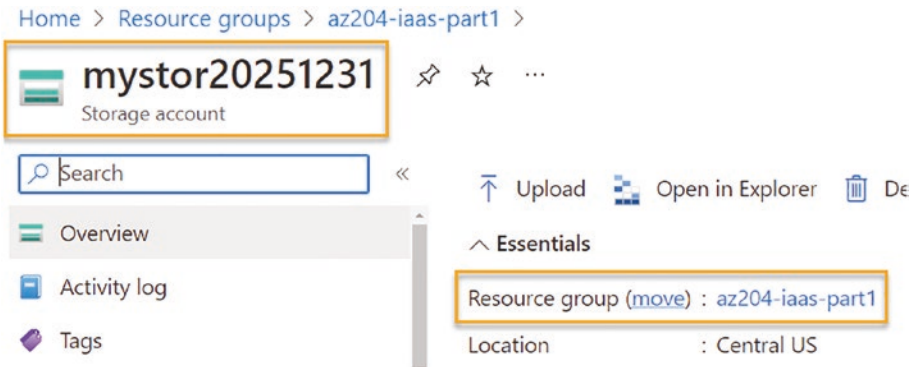 Home > Resource groups > az204-iaas-part1 >
mystor20251231
Storage account
Search
Upload Open in Explorer De
Overview
Essentials
Activity log
Resource group (move) : az204-iaas-part1
Tags
Location : Central US